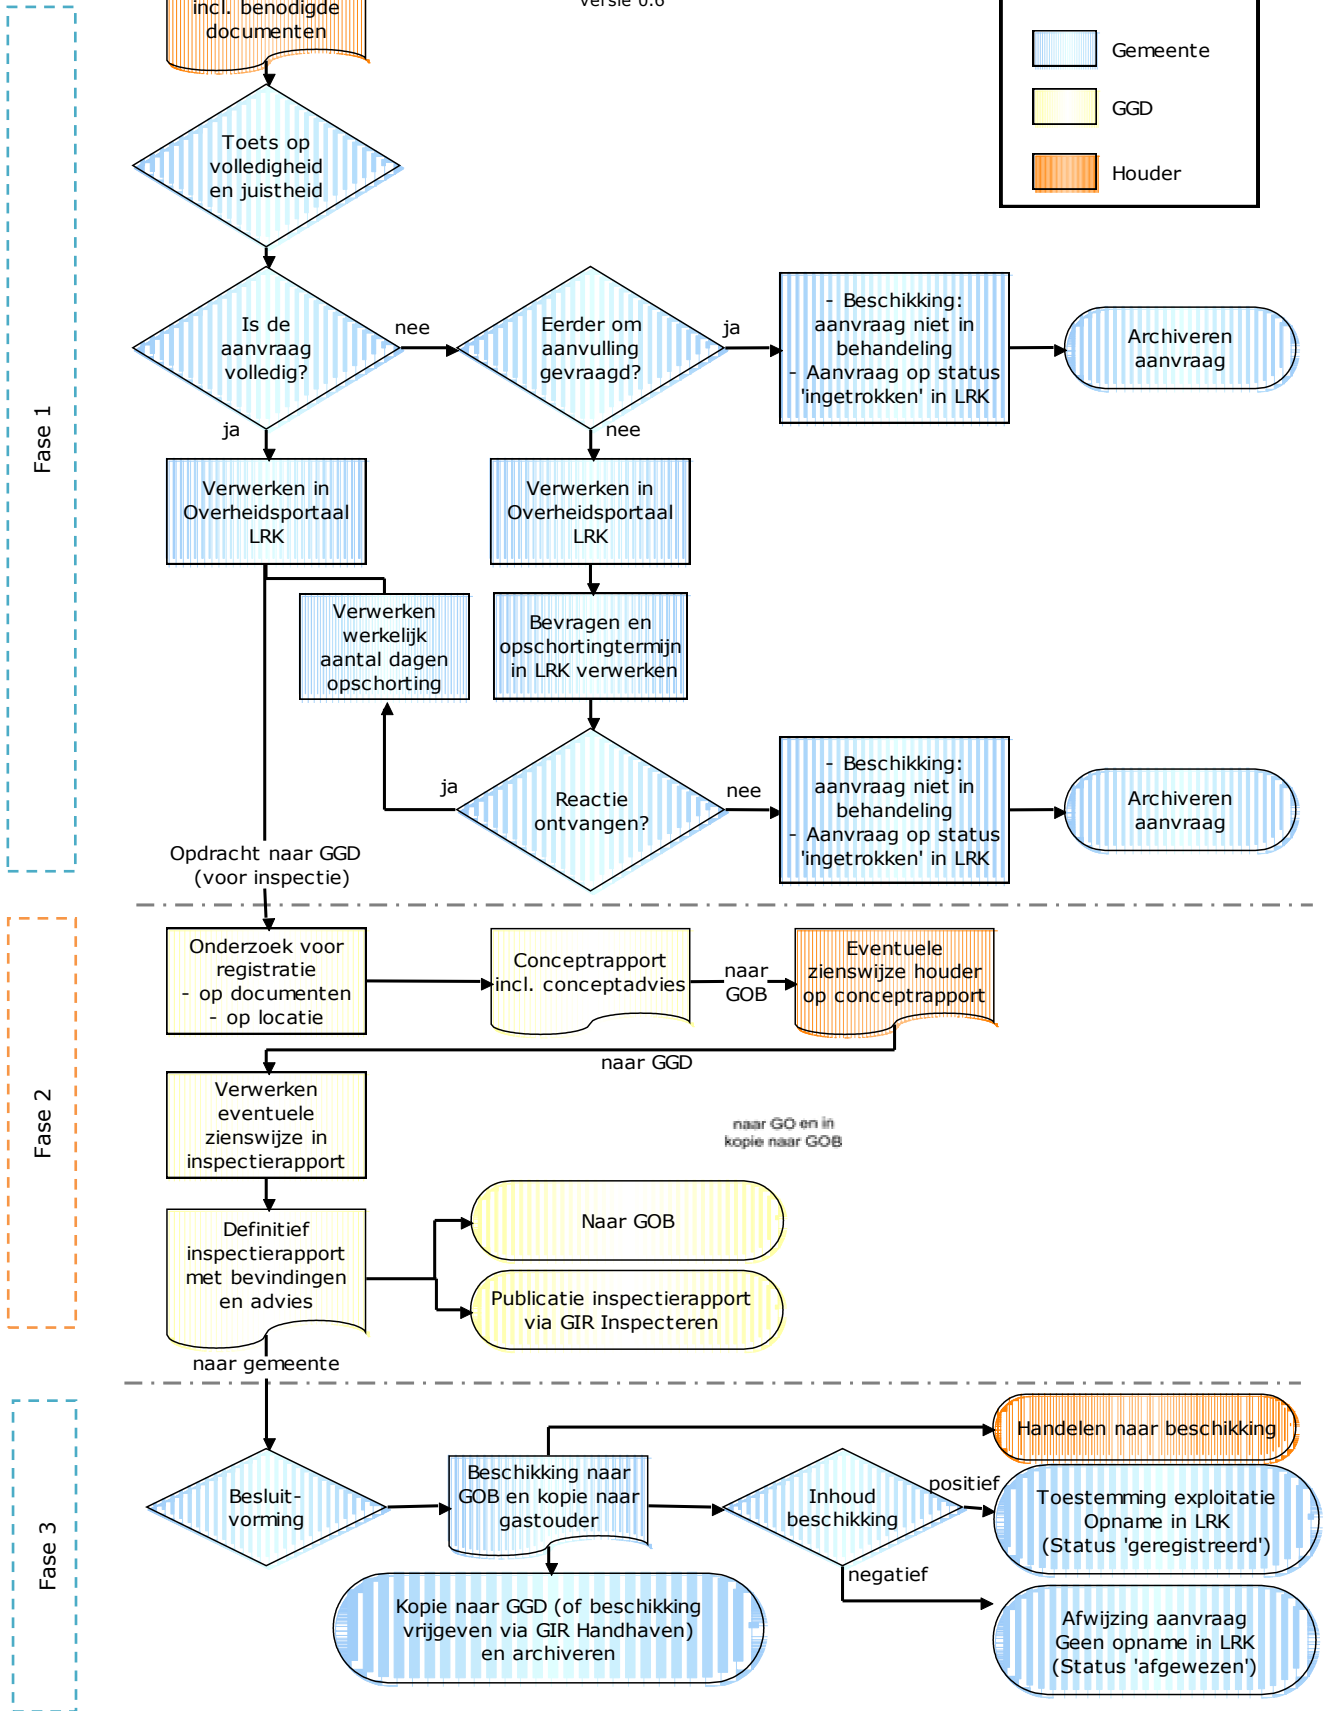 incl. benodigde
documenten
versie 0.6
Gemeente
GGD
Houder
Fase 1
Toets op
volledigheid
en juistheid
Is de
aanvraag
volledig?
nee
Eerder om
aanvulling
gevraagd?
ja
- Beschikking:
aanvraag niet in
behandeling
- Aanvraag op status
'ingetrokken' in LRK
Archiveren
aanvraag
ja
nee
Verwerken in
Overheidsportaal
LRK
Verwerken in
Overheidsportaal
LRK
Verwerken
werkelijk
aantal dagen
opschorting
Bevragen en
opschortingtermijn
in LRK verwerken
ja
Reactie
ontvangen?
nee
- Beschikking:
aanvraag niet in
behandeling
- Aanvraag op status
'ingetrokken' in LRK
Archiveren
aanvraag
Opdracht naar GGD
(voor inspectie)
Fase 2
Onderzoek voor
registratie
- op documenten
- op locatie
Conceptrapport
incl. conceptadvies
naar
GOB
Eventuele
zienswijze houder
op conceptrapport
naar GGD
Verwerken
eventuele
zienswijze in
inspectierapport
naar GO en in
kopie naar GOB
Definitief
inspectierapport
met bevindingen
en advies
Naar GOB
Publicatie inspectierapport
via GIR Inspecteren
naar gemeente
Fase 3
Besluit-
vorming
Beschikking naar
GOB en kopie naar
gastouder
Inhoud
beschikking
Handelen naar beschikking
positief
Toestemming exploitatie
Opname in LRK
(Status 'geregistreerd')
negatief
Kopie naar GGD (of beschikking
vrijgeven via GIR Handhaven)
en archiveren
Afwijzing aanvraag
Geen opname in LRK
(Status 'afgewezen')